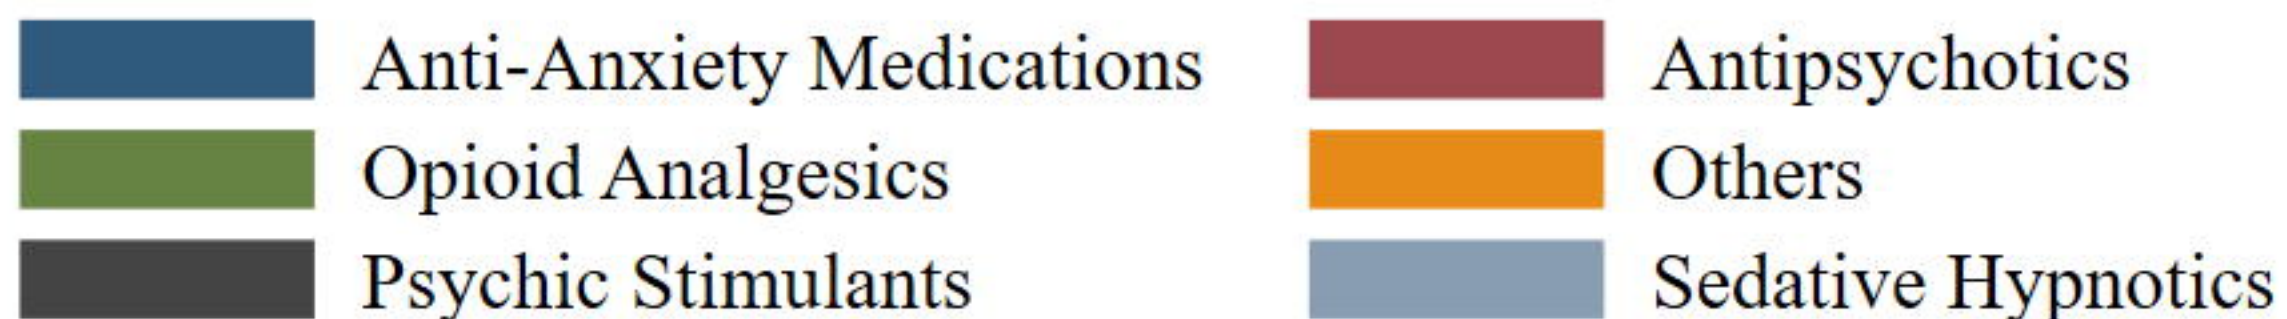 Anti-Anxiety Medications Antipsychotics
Opioid Analgesics Others
Psychic Stimulants Sedative Hypnotics